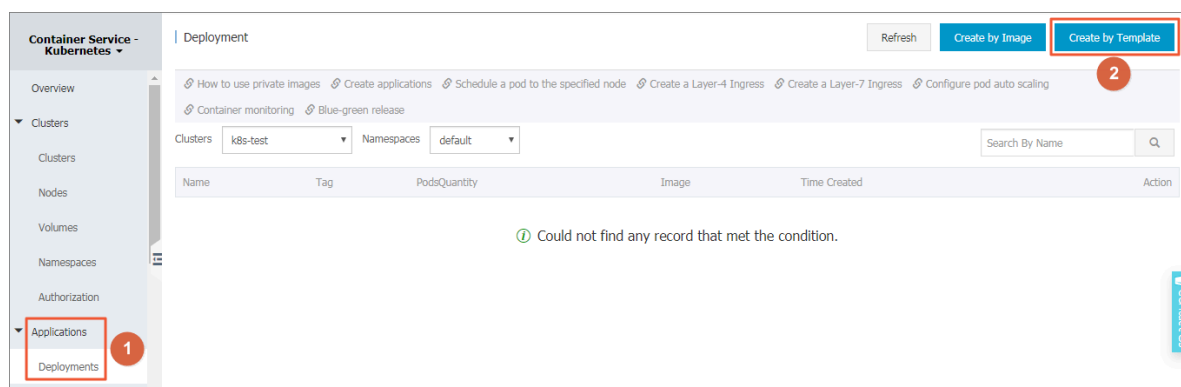 Container Service -
Kubernetes
Deployment
Refresh
Create by Image
Create by Template
2
How to use private images
Create applications
Schedule a pod to the specified node
Create a Layer-4 Ingress
Create a Layer-7 Ingress
Configure pod auto scaling
Container monitoring
Blue-green release
Clusters
k8s-test
Namespaces
default
Search By Name
Name
Tag
PodsQuantity
Image
Time Created
Action
Could not find any record that met the condition.
Overview
Clusters
Clusters
Nodes
Volumes
Namespaces
Authorization
Applications
Deployments
1